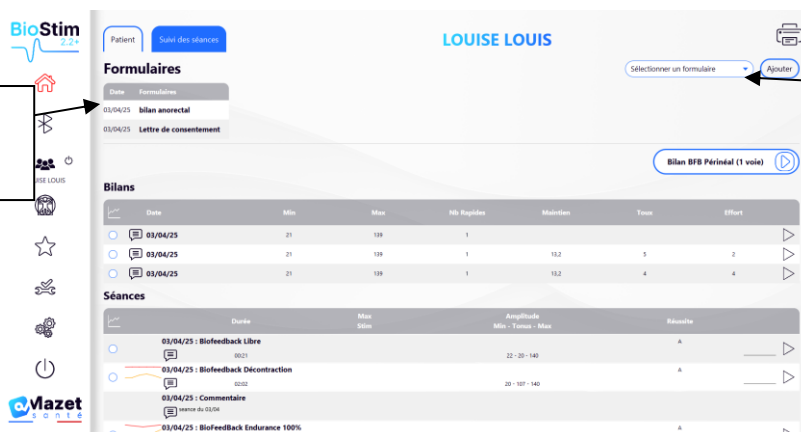 BioStim
2.2+
Patient
Suivi des séances
LOUISE LOUIS
Formulaires
Sélectionner un formulaire
Ajouter
Date Formulaires
03/04/25 bilan anorectal
03/04/25 Lettre de consentement
Bilan BFB Périnéal (1 voie)
ISE LOUIS
Bilans
Date Min Max Nb Rapides Maintien Toux Effort
03/04/25 21 139 1
03/04/25 21 139 1 13.2 5 2
03/04/25 21 139 1 13.2 4 4
Séances
Durée Max Stim Amplitude Min - Tonus - Max Réussite
03/04/25 : Biofeedback Libre A
00:21 22 - 20 - 140
03/04/25 : Biofeedback Décontraction A
02:02 20 - 107 - 140
03/04/25 : Commentaire
seance du 03/04
03/04/25 : BioFeedBack Endurance 100% A
Mazet
santé